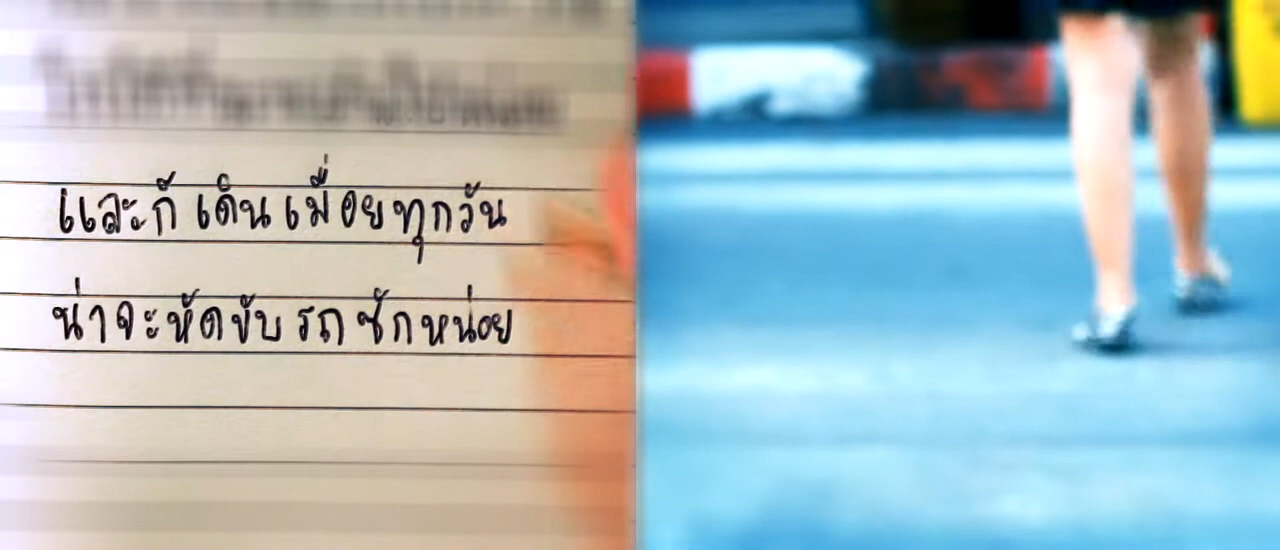 และก็ เดิน เมื่อยทุกวัน
น่าจะหัดขับ รถ ซักหน่อย